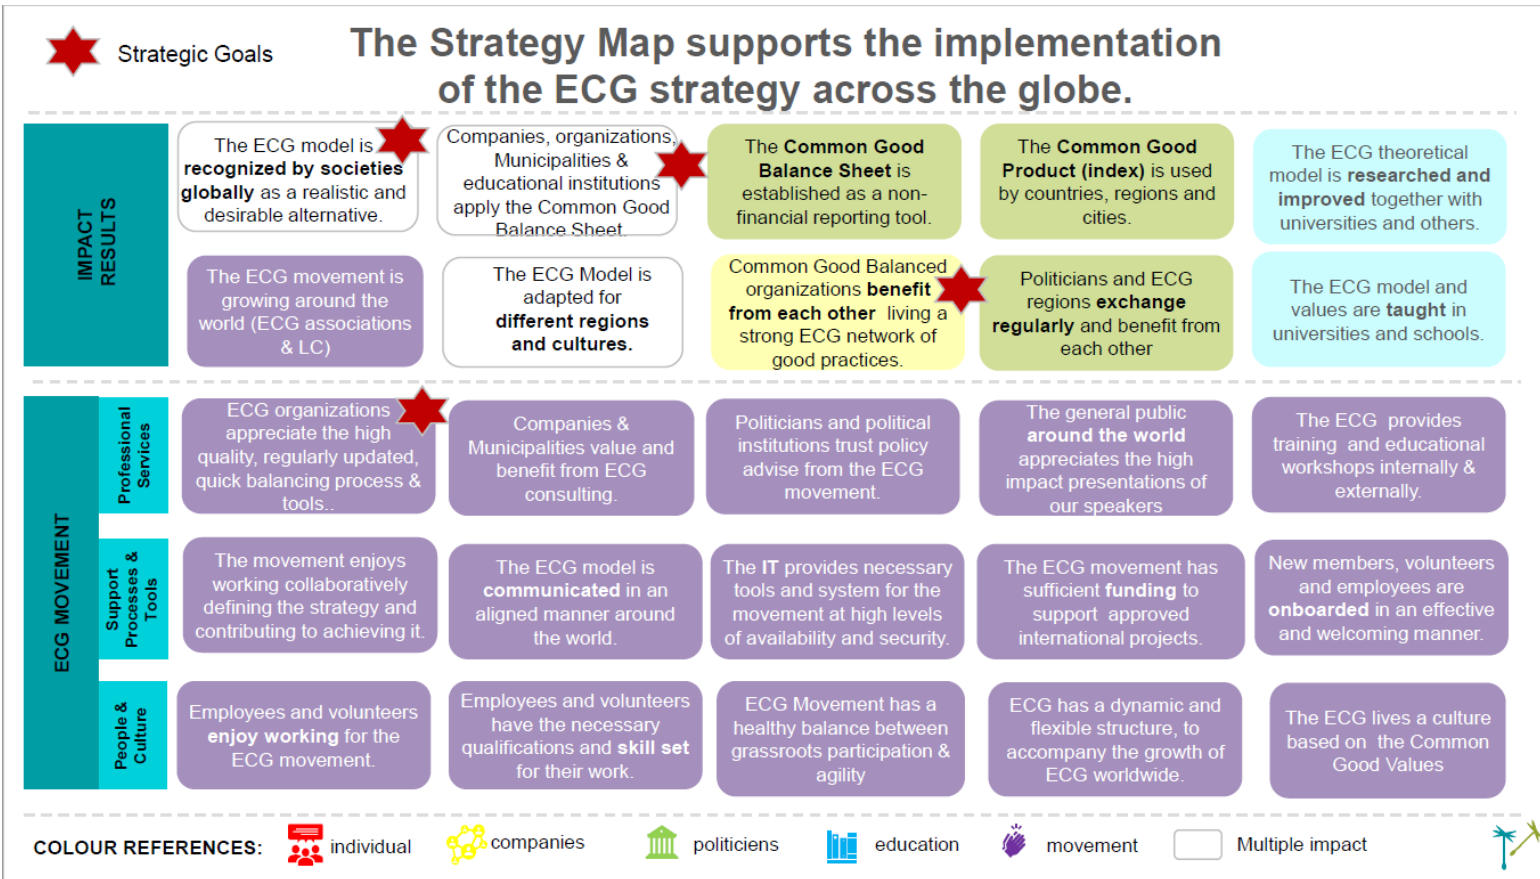 Strategic Goals
The Strategy Map supports the implementation
of the ECG strategy across the globe.
IMPACT
RESULTS
The ECG model is
recognized by societies
globally as a realistic and
desirable alternative.
Companies, organizations,
Municipalities &
educational institutions
apply the Common Good
Balance Sheet.
The Common Good
Balance Sheet is
established as a non-
financial reporting tool.
The Common Good
Product (index) is used
by countries, regions and
cities.
The ECG theoretical
model is researched and
improved together with
universities and others.
The ECG movement is
growing around the
world (ECG associations
& LC)
The ECG Model is
adapted for
different regions
and cultures.
Common Good Balanced
organizations benefit
from each other living a
strong ECG network of
good practices.
Politicians and ECG
regions exchange
regularly and benefit from
each other
The ECG model and
values are taught in
universities and schools.
ECG MOVEMENT
Professional
Services
ECG organizations
appreciate the high
quality, regularly updated,
quick balancing process &
tools..
Companies &
Municipalities value and
benefit from ECG
consulting.
Politicians and political
institutions trust policy
advise from the ECG
movement.
The general public
around the world
appreciates the high
impact presentations of
our speakers
The ECG provides
training and educational
workshops internally &
externally.
Support
Processes &
Tools
The movement enjoys
working collaboratively
defining the strategy and
contributing to achieving it.
The ECG model is
communicated in an
aligned manner around
the world.
The IT provides necessary
tools and system for the
movement at high levels
of availability and security.
The ECG movement has
sufficient funding to
support approved
international projects.
New members, volunteers
and employees are
onboarded in an effective
and welcoming manner.
People &
Culture
Employees and volunteers
enjoy working for the
ECG movement.
Employees and volunteers
have the necessary
qualifications and skill set
for their work.
ECG Movement has a
healthy balance between
grassroots participation &
agility
ECG has a dynamic and
flexible structure, to
accompany the growth of
ECG worldwide.
The ECG lives a culture
based on the Common
Good Values
COLOUR REFERENCES:
individual
companies
politiciens
education
movement
Multiple impact